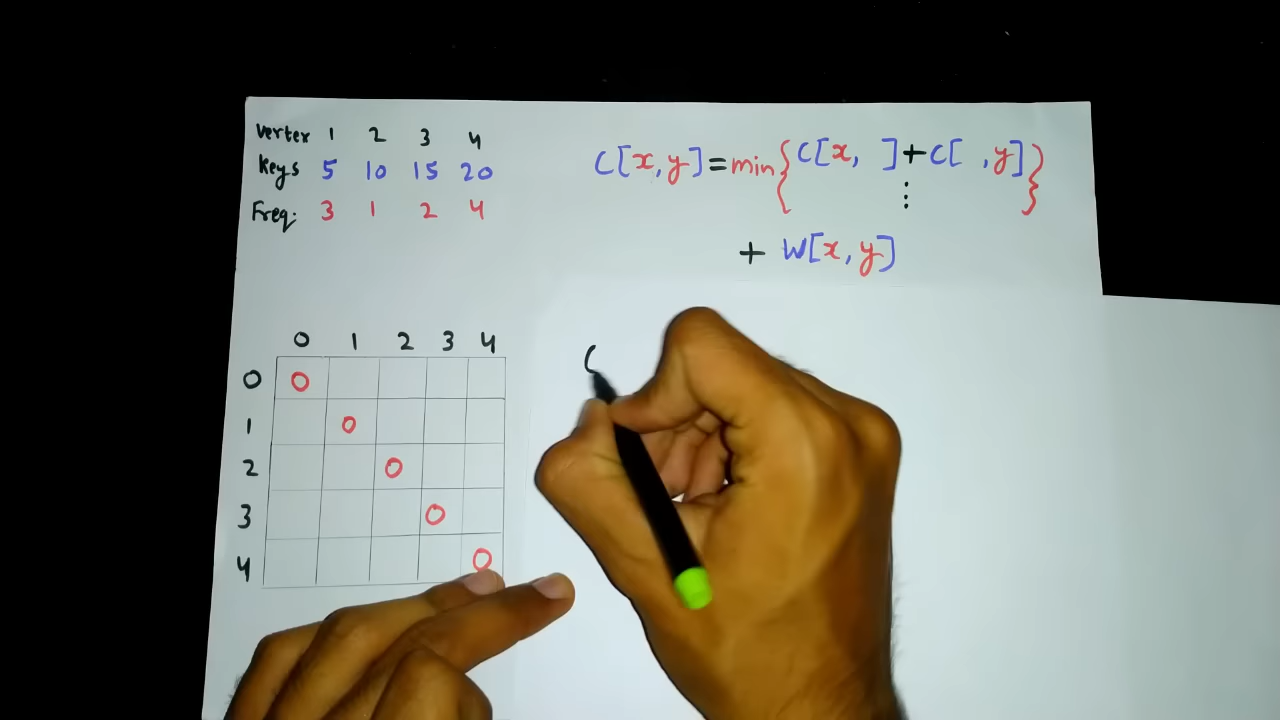 Vertex 1 2 3 4
Keys 5 10 15 20
Freq. 3 1 2 4
C[x,y]=min{C[x, ]+C[ ,y]}
⋮
+ W[x,y]
0 1 2 3 4
0 0
1 0
2 0
3 0
4 0
C